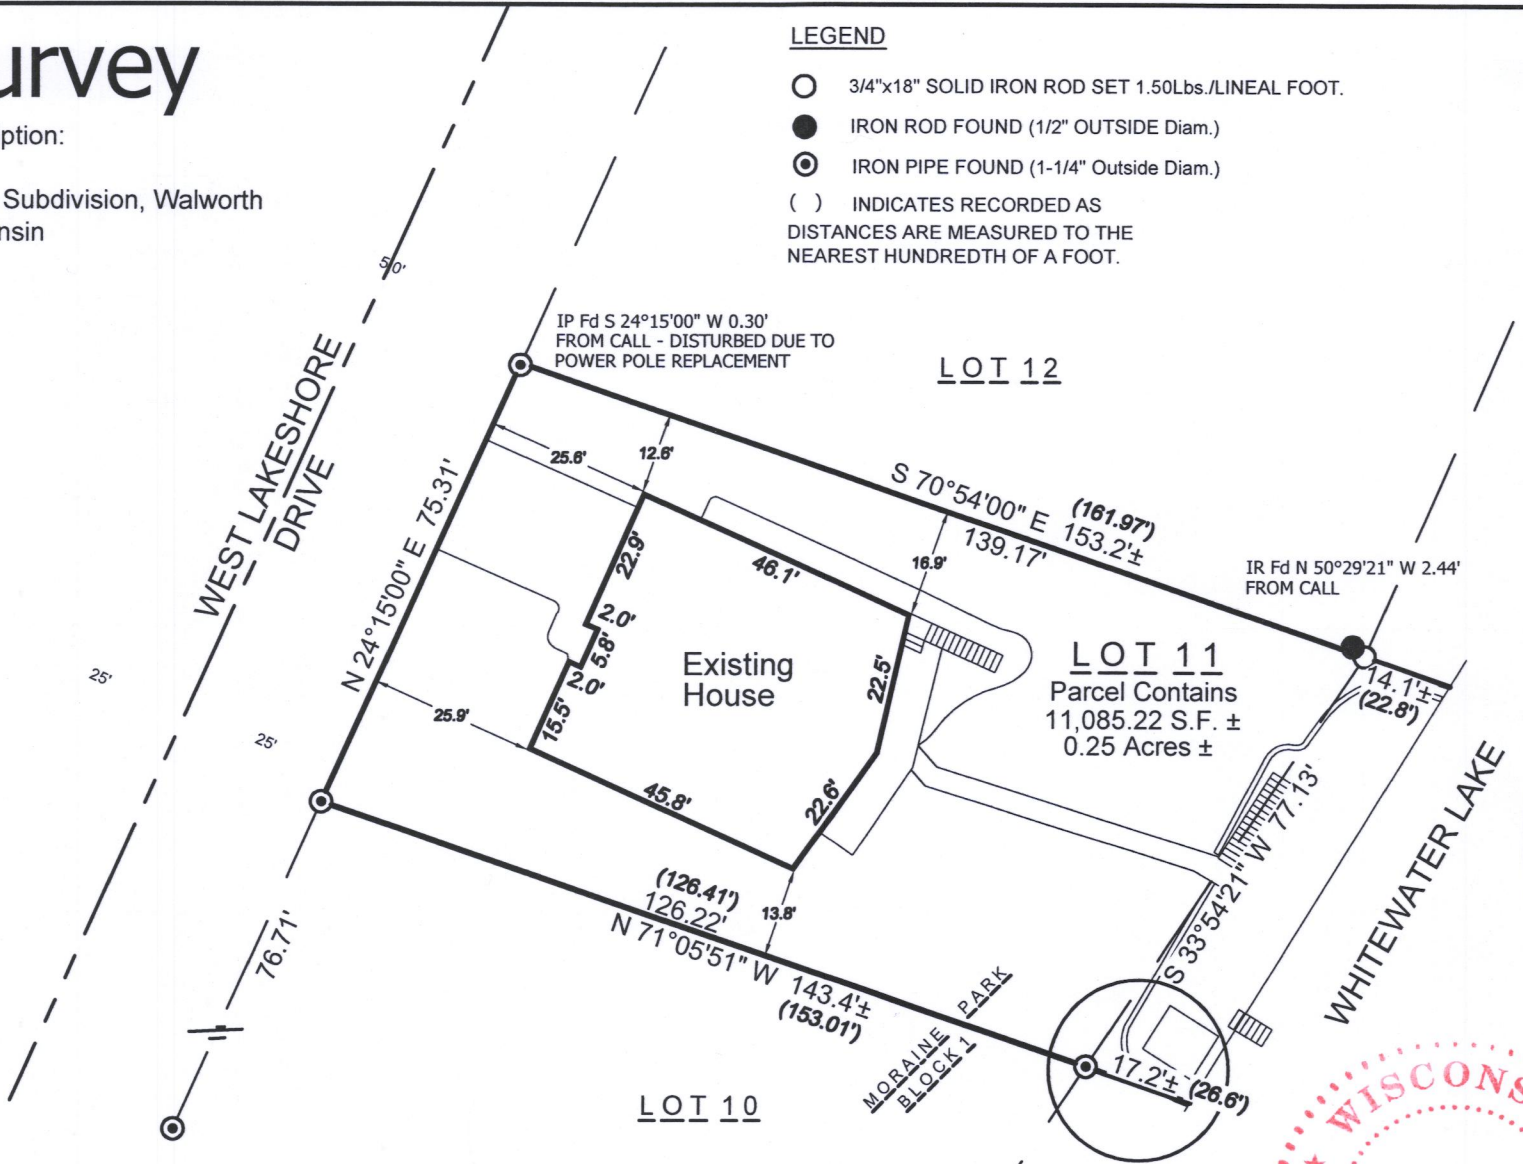 urvey
ption:
Subdivision, Walworth
nsin
LEGEND
3/4"x18" SOLID IRON ROD SET 1.50Lbs./LINEAL FOOT.
IRON ROD FOUND (1/2" OUTSIDE Diam.)
IRON PIPE FOUND (1-1/4" Outside Diam.)
( ) INDICATES RECORDED AS
DISTANCES ARE MEASURED TO THE
NEAREST HUNDREDTH OF A FOOT.
50'
IP Fd S 24°15'00" W 0.30'
FROM CALL - DISTURBED DUE TO
POWER POLE REPLACEMENT
LOT 12
WEST LAKESHORE
DRIVE
N 24°15'00" E 75.31'
25.6'
12.6'
S 70°54'00" E
(161.97')
139.17'
153.2'±
16.9'
IR Fd N 50°29'21" W 2.44'
FROM CALL
22.9'
46.1'
2.0'
5.8'
2.0'
15.5'
Existing
House
22.5'
22.6'
45.8'
25.9'
25'
25'
LOT 11
Parcel Contains
11,085.22 S.F. ±
0.25 Acres ±
14.1'±
(22.8')
WHITEWATER LAKE
S 33°54'21" W 77.13'
(126.41')
126.22'
N 71°05'51" W
143.4'±
(153.01')
13.8'
76.71'
MORAINE PARK
BLOCK 1
17.2'± (26.6')
LOT 10
WISCONS